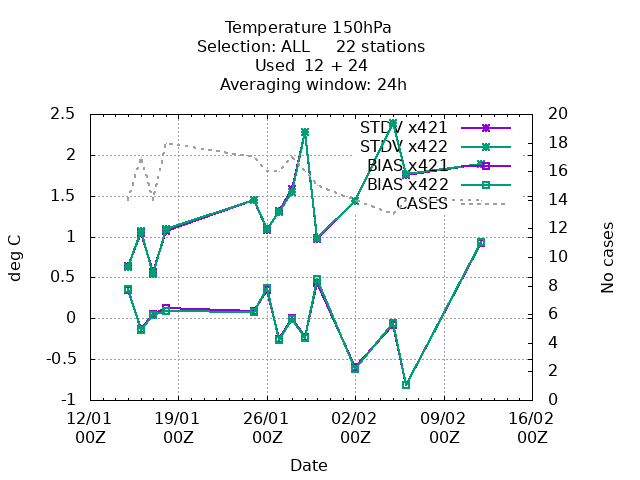 Temperature 150hPa
Selection: ALL 22 stations
Used 12 + 24
Averaging window: 24h
2.5
2
1.5
1
0.5
0
-0.5
-1
deg C
20
18
16
14
12
10
8
6
4
2
0
No cases
STDV x421
STDV x422
BIAS x421
BIAS x422
CASES
12/01 19/01 26/01 02/02 09/02 16/02
00Z 00Z 00Z 00Z 00Z 00Z
Date